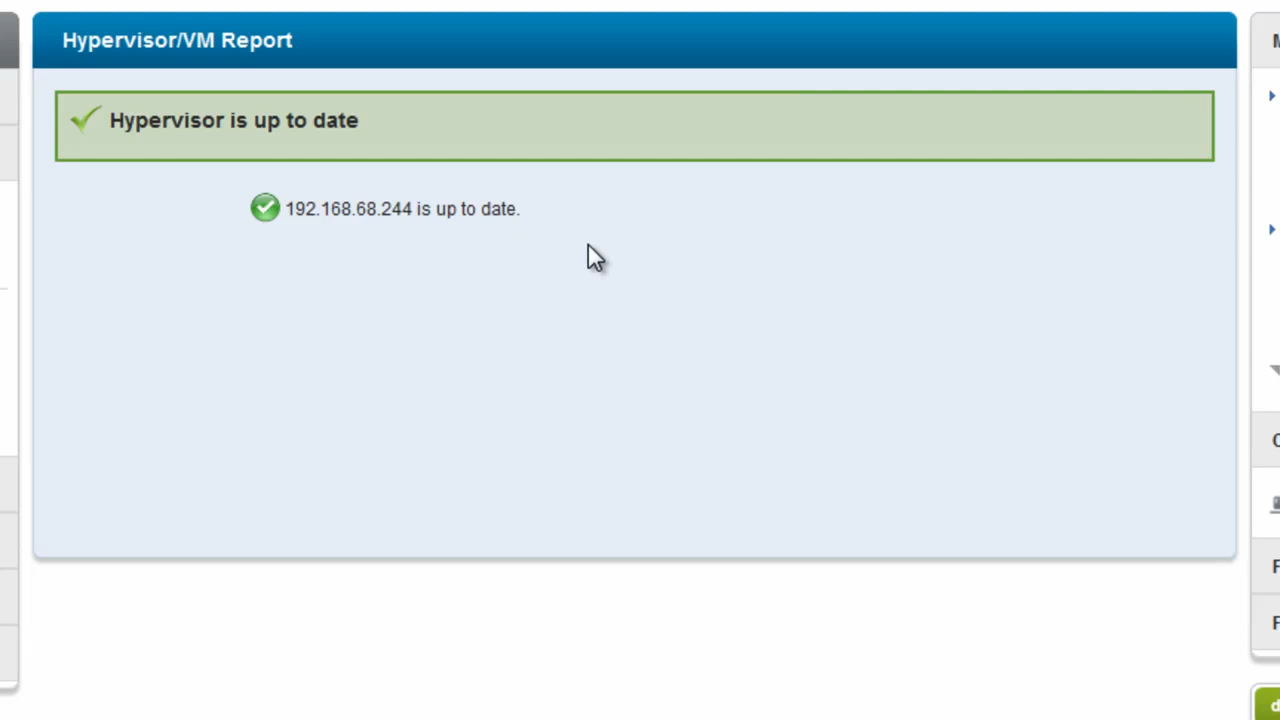 Hypervisor/VM Report
Hypervisor is up to date
192.168.68.244 is up to date.